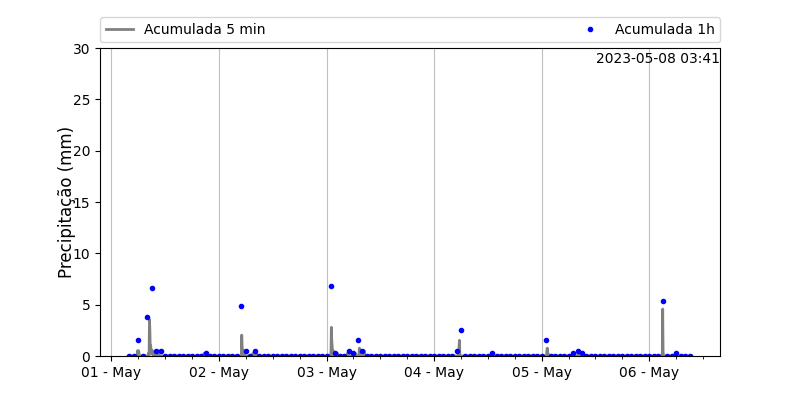 Acumulada 5 min
Acumulada 1h
2023-05-08 03:41
Precipitação (mm)
30
25
20
15
10
5
0
01 - May
02 - May
03 - May
04 - May
05 - May
06 - May